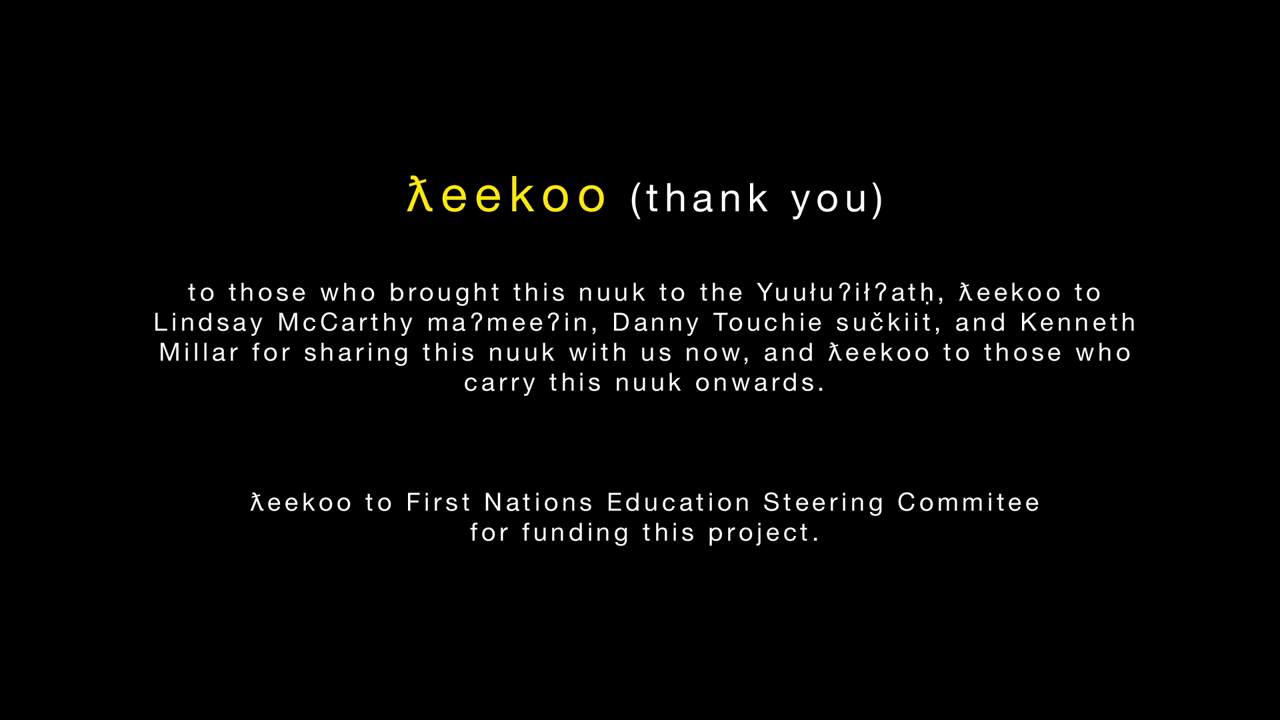 ƛeekoo (thank you)
to those who brought this nuuk to the Yuułuʔiłʔatḥ, ƛeekoo to
Lindsay McCarthy maʔmeeʔin, Danny Touchie sučkiit, and Kenneth
Millar for sharing this nuuk with us now, and ƛeekoo to those who
carry this nuuk onwards.
ƛeekoo to First Nations Education Steering Commitee
for funding this project.